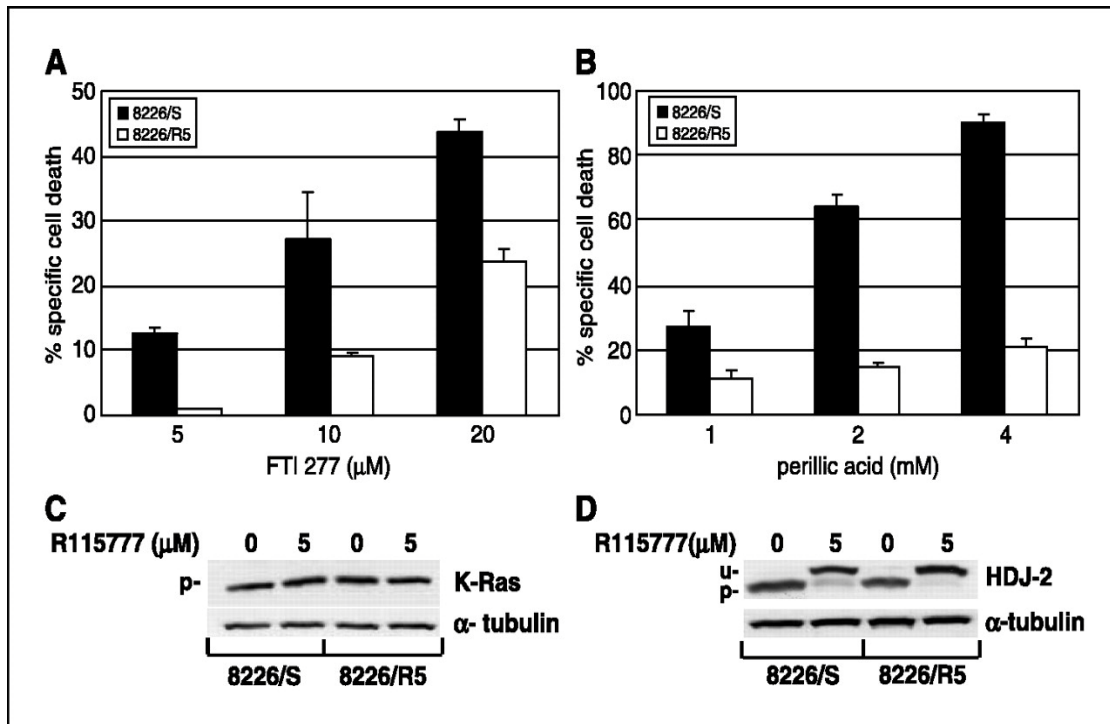 A
50
40
30
20
10
0
% specific cell death
8226/S
8226/R5
5 10 20
FTI 277 (μM)
B
100
80
60
40
20
0
% specific cell death
8226/S
8226/R5
1 2 4
perillic acid (mM)
C
R115777 (μM) 0 5 0 5
p- K-Ras
α- tubulin
8226/S 8226/R5
D
R115777(μM) 0 5 0 5
u-
p- HDJ-2
α-tubulin
8226/S 8226/R5